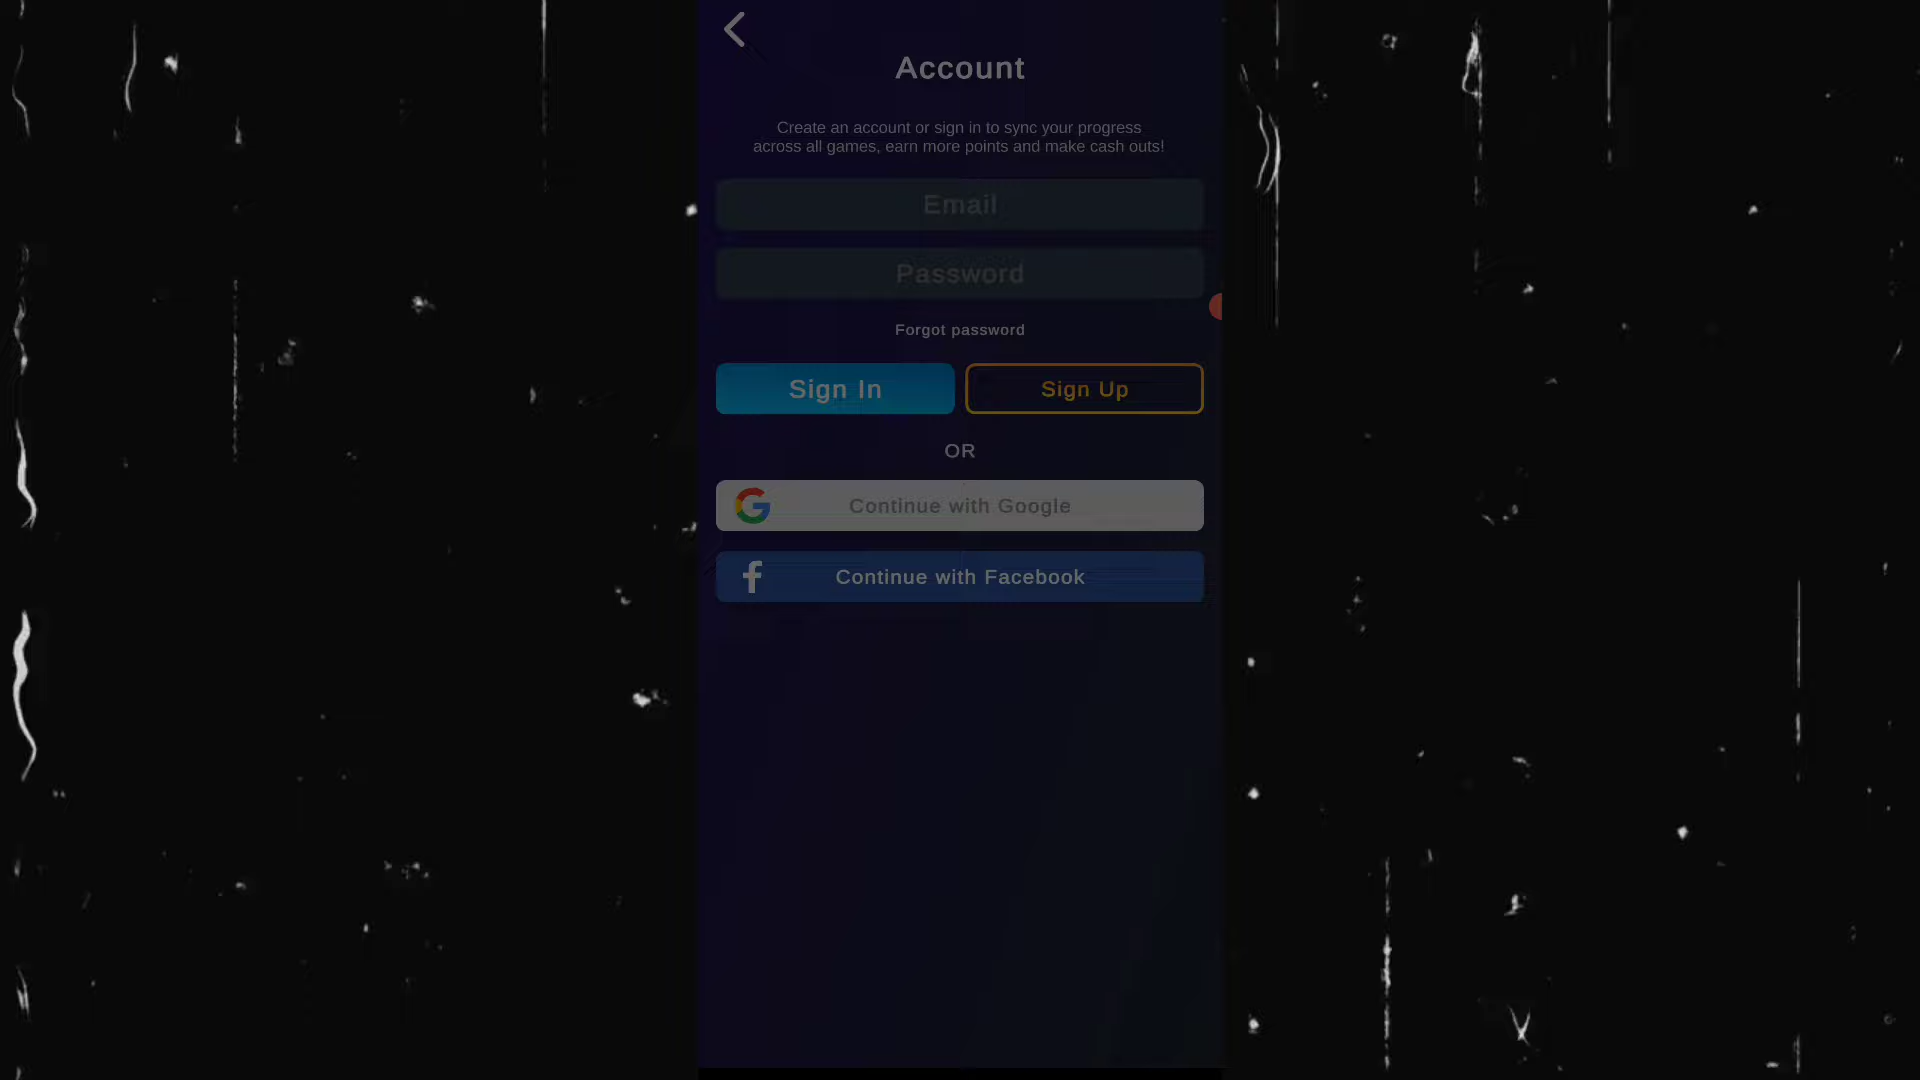 Account
Create an account or sign in to sync your progress
across all games, earn more points and make cash outs!
Email
Password
Forgot password
Sign In
Sign Up
OR
Continue with Google
Continue with Facebook